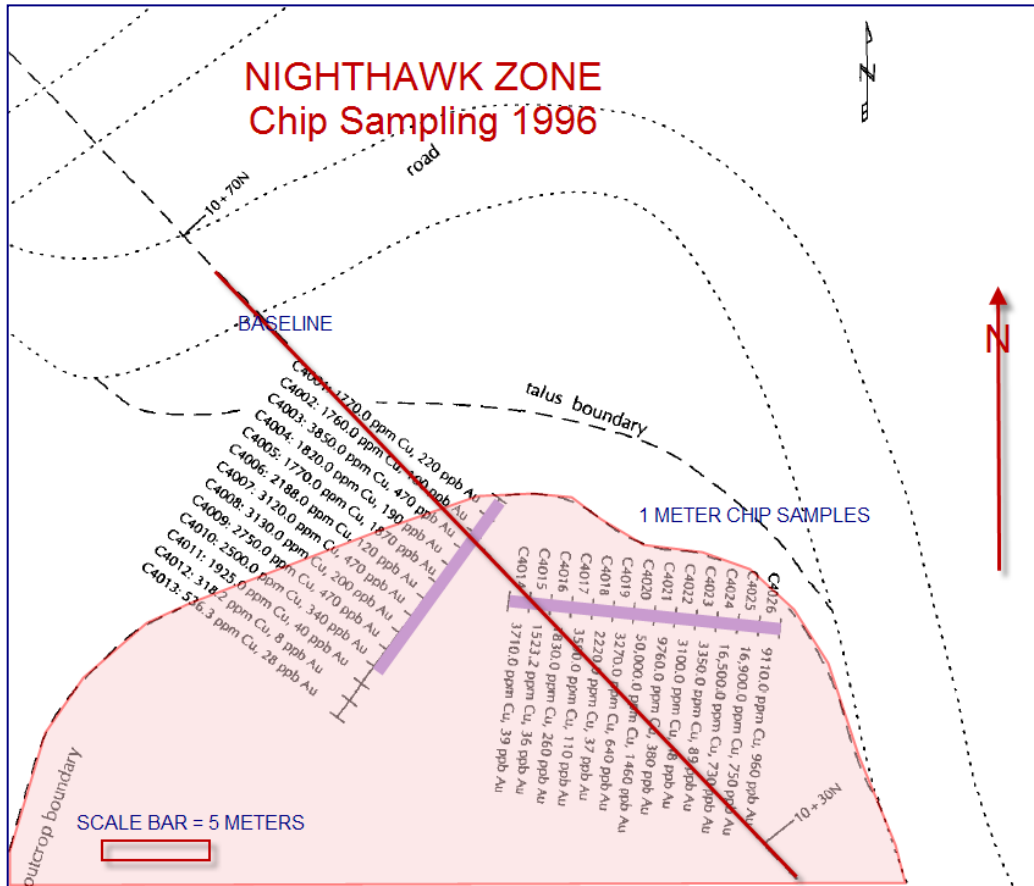 NIGHTHAWK ZONE
Chip Sampling 1996
N
road
10+70N
BASELINE
N
talus boundary
C4001: 1770.0 ppm Cu, 220 ppb Au
C4002: 1760.0 ppm Cu, 190 ppb Au
C4003: 3850.0 ppm Cu, 470 ppb Au
C4004: 1820.0 ppm Cu, 190 ppb Au
C4005: 1770.0 ppm Cu, 1870 ppb Au
C4006: 2188.0 ppm Cu, 120 ppb Au
C4007: 3120.0 ppm Cu, 470 ppb Au
C4008: 3130.0 ppm Cu, 200 ppb Au
C4009: 2750.0 ppm Cu, 470 ppb Au
C4010: 2500.0 ppm Cu, 340 ppb Au
C4011: 1925.0 ppm Cu, 40 ppb Au
C4012: 318.2 ppm Cu, 8 ppb Au
C4013: 536.3 ppm Cu, 28 ppb Au
1 METER CHIP SAMPLES
C4014 3710.0 ppm Cu, 39 ppb Au
C4015 1523.2 ppm Cu, 36 ppb Au
C4016 830.0 ppm Cu, 260 ppb Au
C4017 3500.0 ppm Cu, 110 ppb Au
C4018 2220.0 ppm Cu, 37 ppb Au
C4019 3270.0 ppm Cu, 640 ppb Au
C4020 50,000.0 ppm Cu, 1460 ppb Au
C4021 9760.0 ppm Cu, 380 ppb Au
C4022 3100.0 ppm Cu, 48 ppb Au
C4023 3350.0 ppm Cu, 89 ppb Au
C4024 16,500.0 ppm Cu, 730 ppb Au
C4025 16,900.0 ppm Cu, 750 ppb Au
C4026 9110.0 ppm Cu, 960 ppb Au
10+30N
outcrop boundary
SCALE BAR = 5 METERS